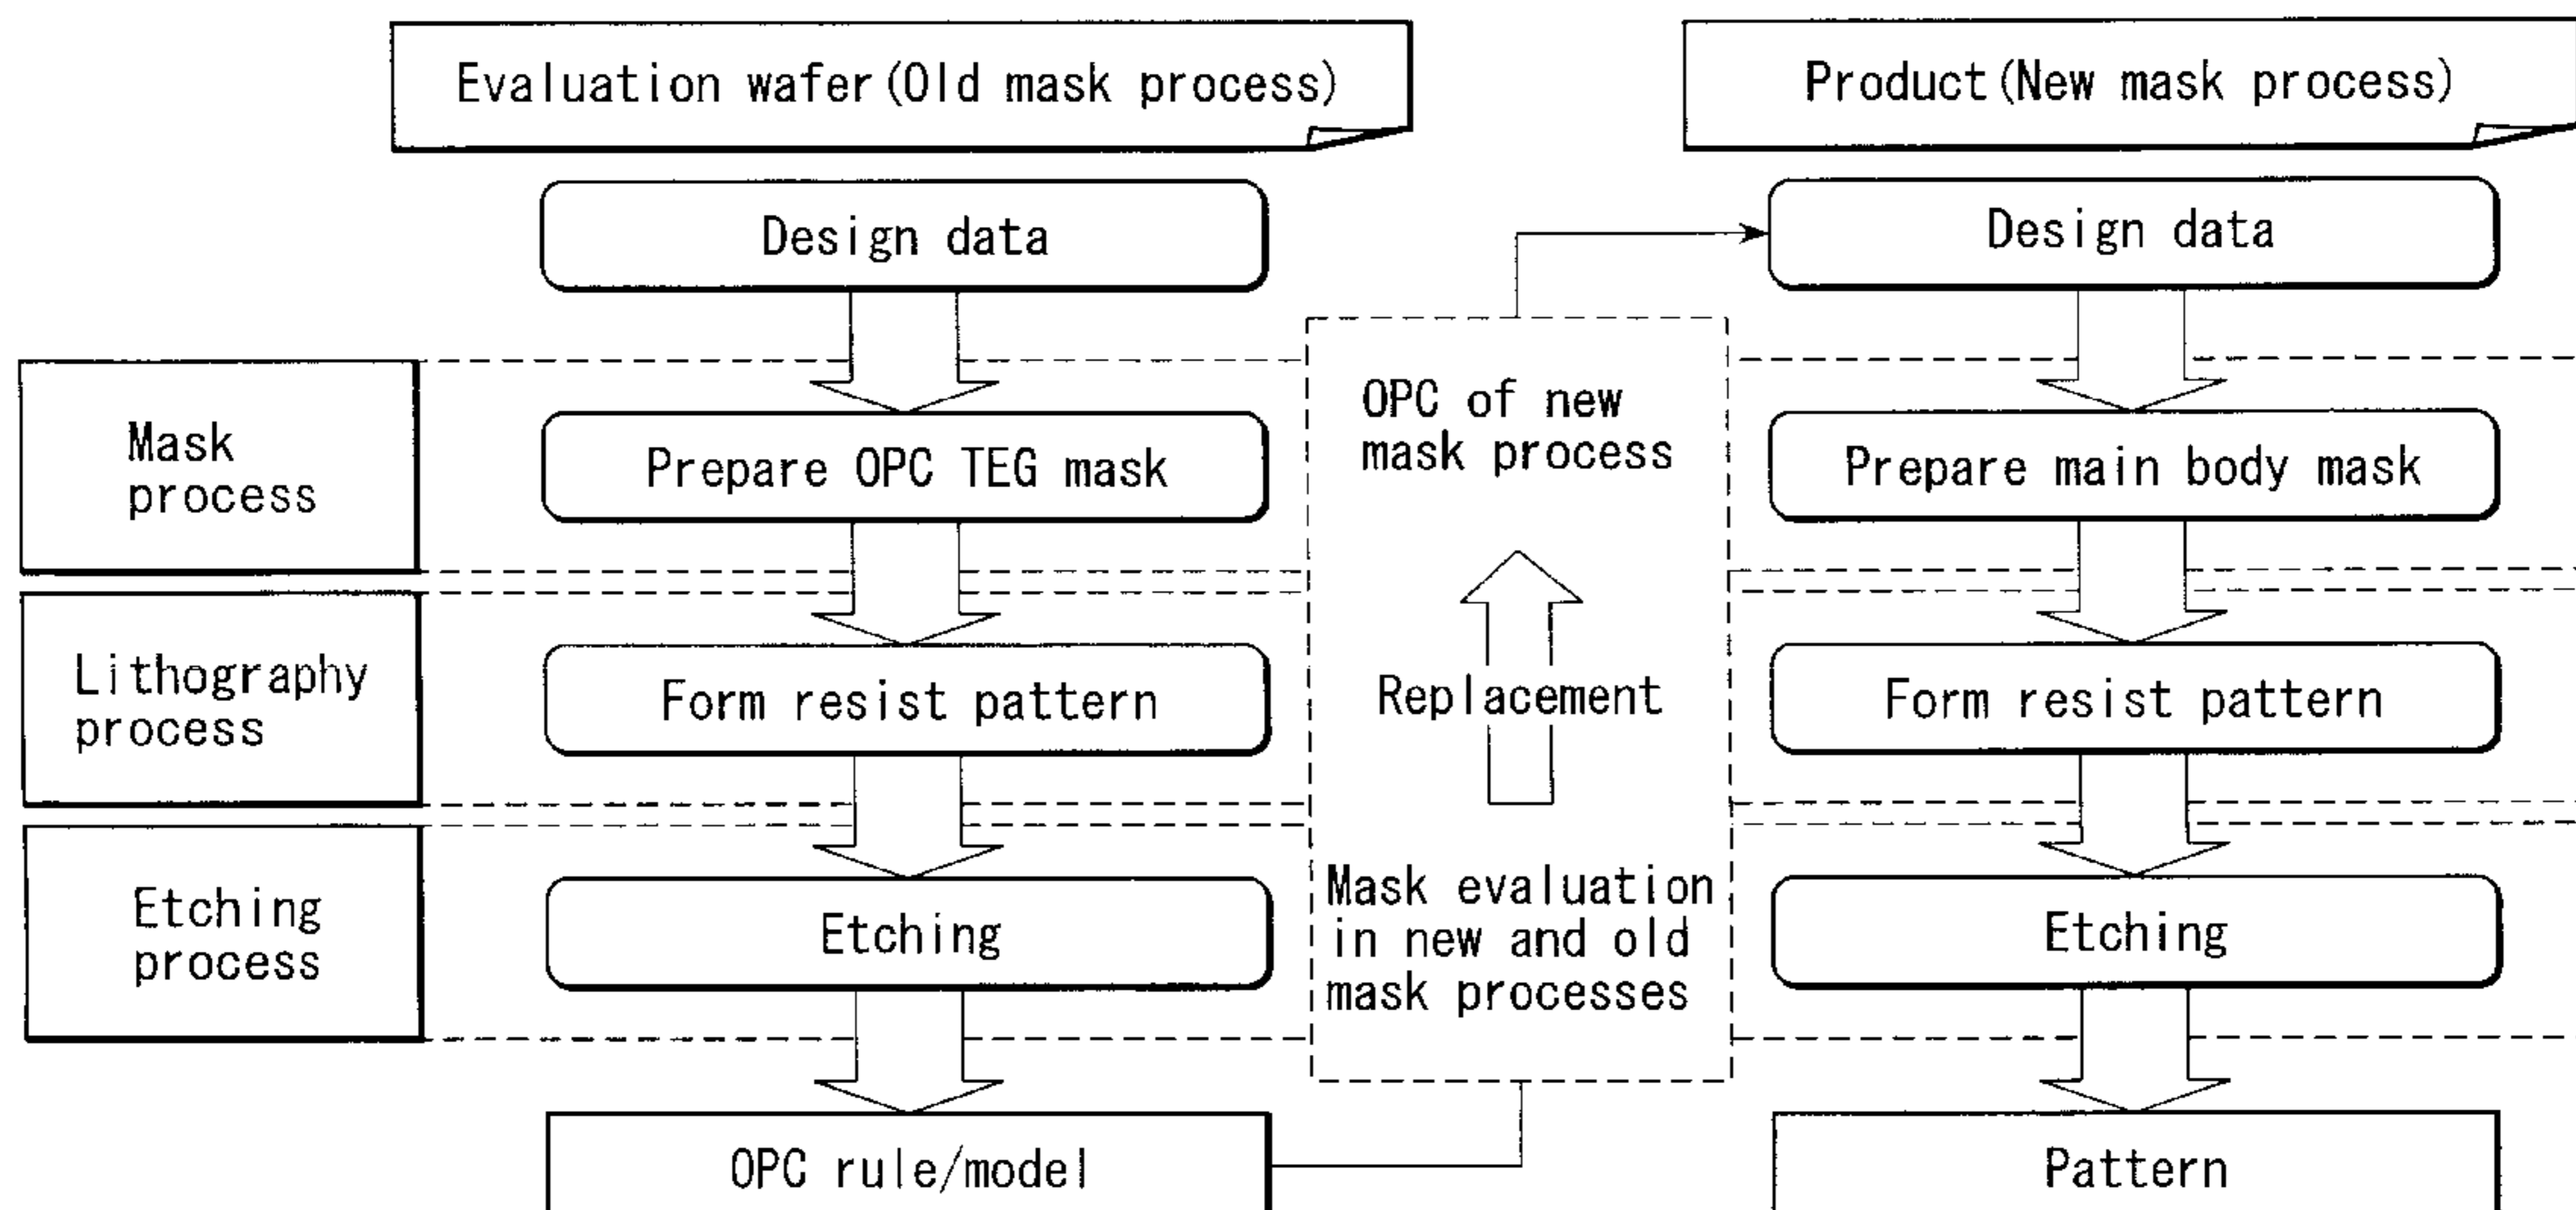 Evaluation wafer(Old mask process)
Product(New mask process)
Design data
Design data
Mask
process
Prepare OPC TEG mask
OPC of new
mask process
Prepare main body mask
Lithography
process
Form resist pattern
Replacement
Form resist pattern
Etching
process
Etching
Mask evaluation
in new and old
mask processes
Etching
OPC rule/model
Pattern